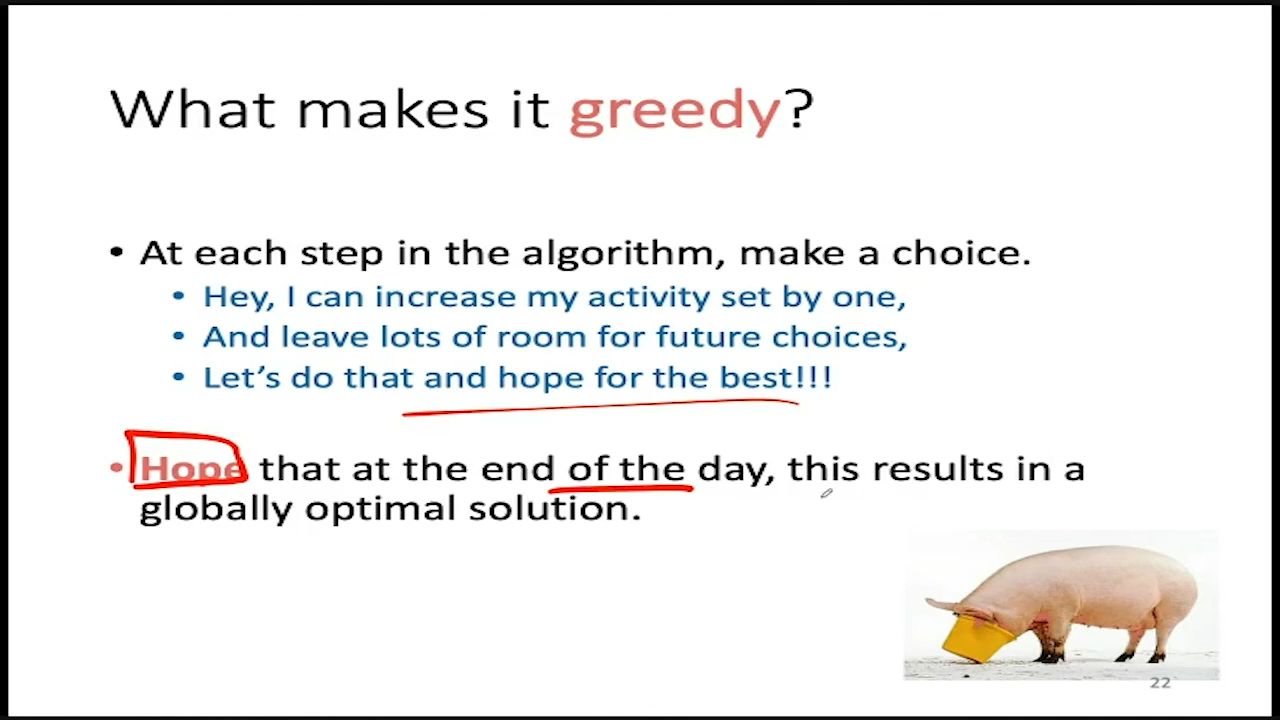 What makes it greedy?
• At each step in the algorithm, make a choice.
• Hey, I can increase my activity set by one,
• And leave lots of room for future choices,
• Let's do that and hope for the best!!!
• Hope that at the end of the day, this results in a
globally optimal solution.
22